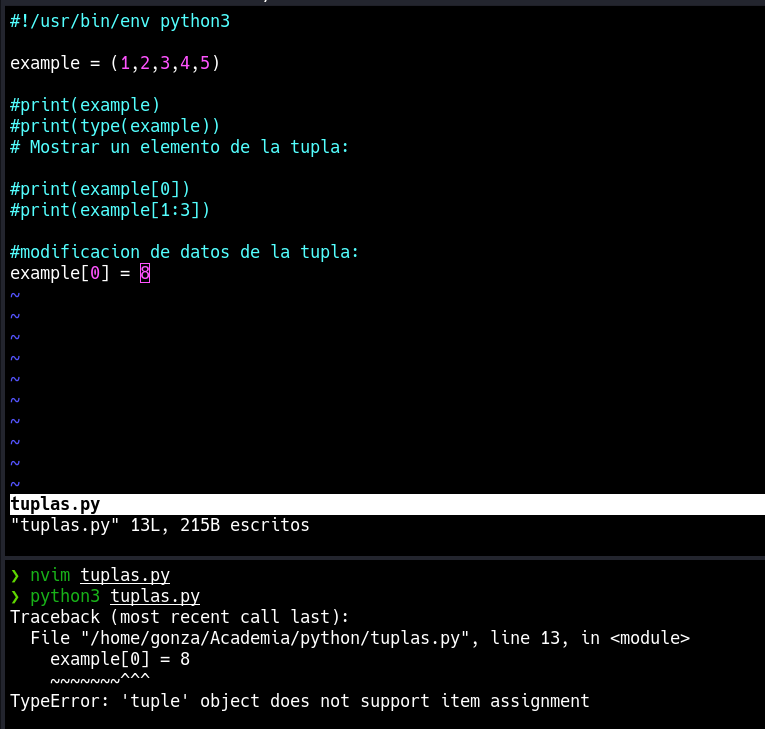 #!/usr/bin/env python3
example = (1,2,3,4,5)
#print(example)
#print(type(example))
# Mostrar un elemento de la tupla:
#print(example[0])
#print(example[1:3])
#modificacion de datos de la tupla:
example[0] = 8
~
~
~
~
~
~
~
~
~
~
tuplas.py
"tuplas.py" 13L, 215B escritos
❯ nvim tuplas.py
❯ python3 tuplas.py
Traceback (most recent call last):
  File "/home/gonza/Academia/python/tuplas.py", line 13, in <module>
    example[0] = 8
    ~~~~~~~^^^
TypeError: 'tuple' object does not support item assignment